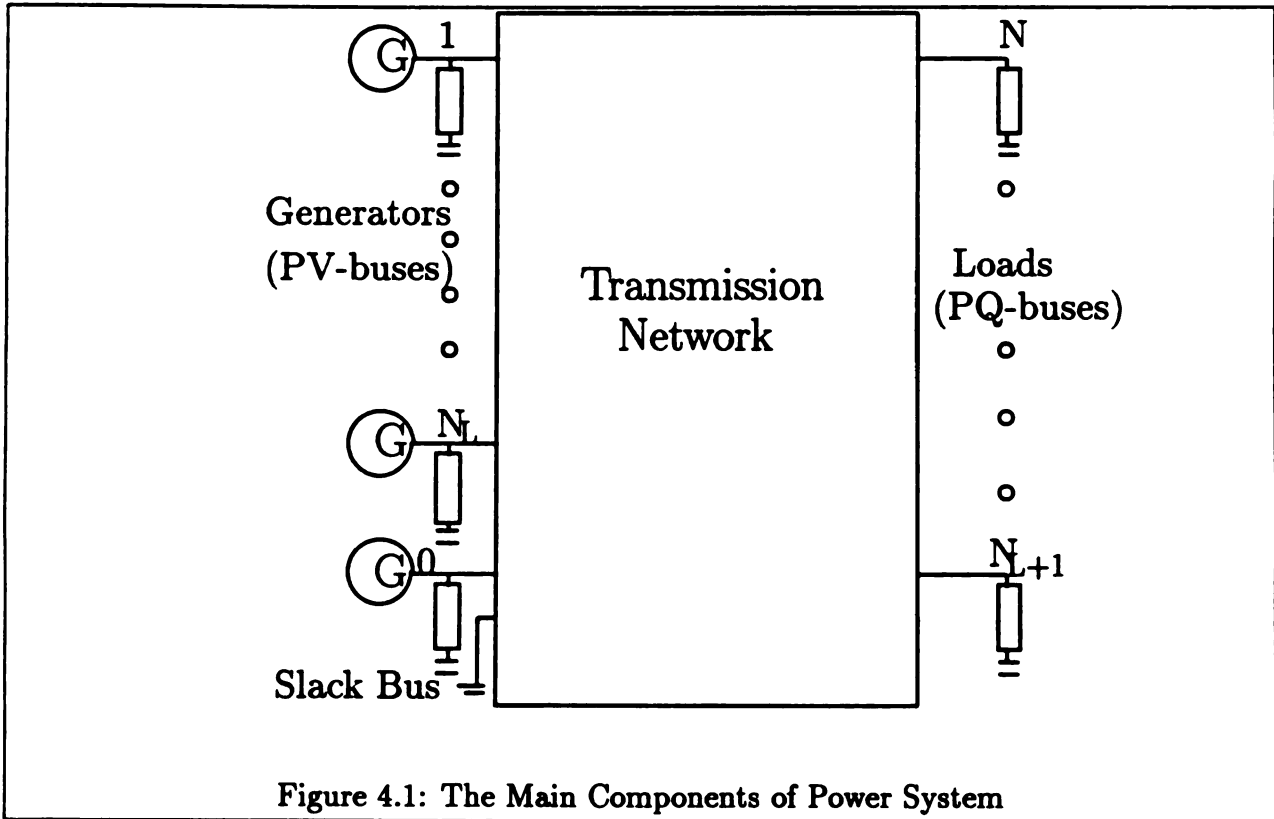 G 1
N
Generators
(PV-buses)
Transmission
Network
Loads
(PQ-buses)
G N_L
G 0
N_{L+1}
Slack Bus
Figure 4.1: The Main Components of Power System